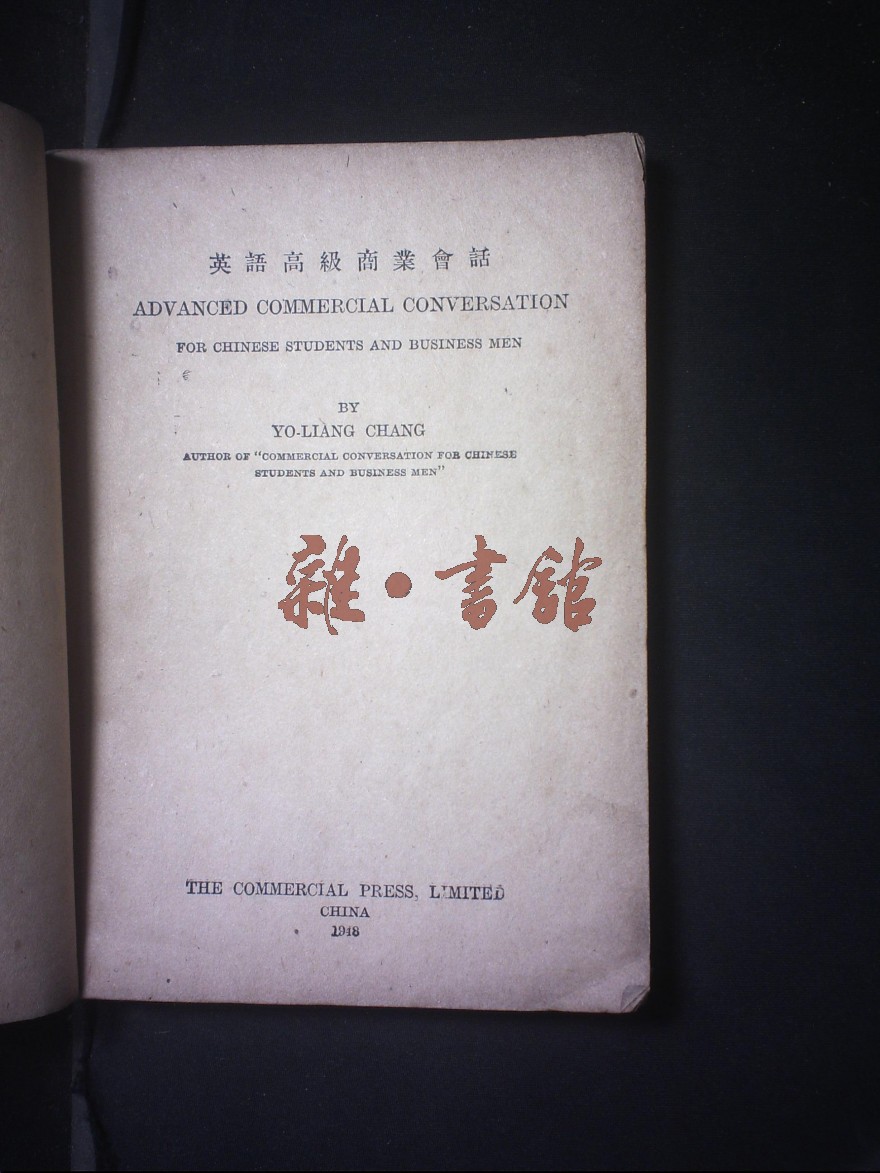 英語高級商業會話
ADVANCED COMMERCIAL CONVERSATION
FOR CHINESE STUDENTS AND BUSINESS MEN
BY
YO-LIANG CHANG
AUTHOR OF "COMMERCIAL CONVERSATION FOR CHINESE
STUDENTS AND BUSINESS MEN"
雜•書館
THE COMMERCIAL PRESS, LIMITED
CHINA
1948